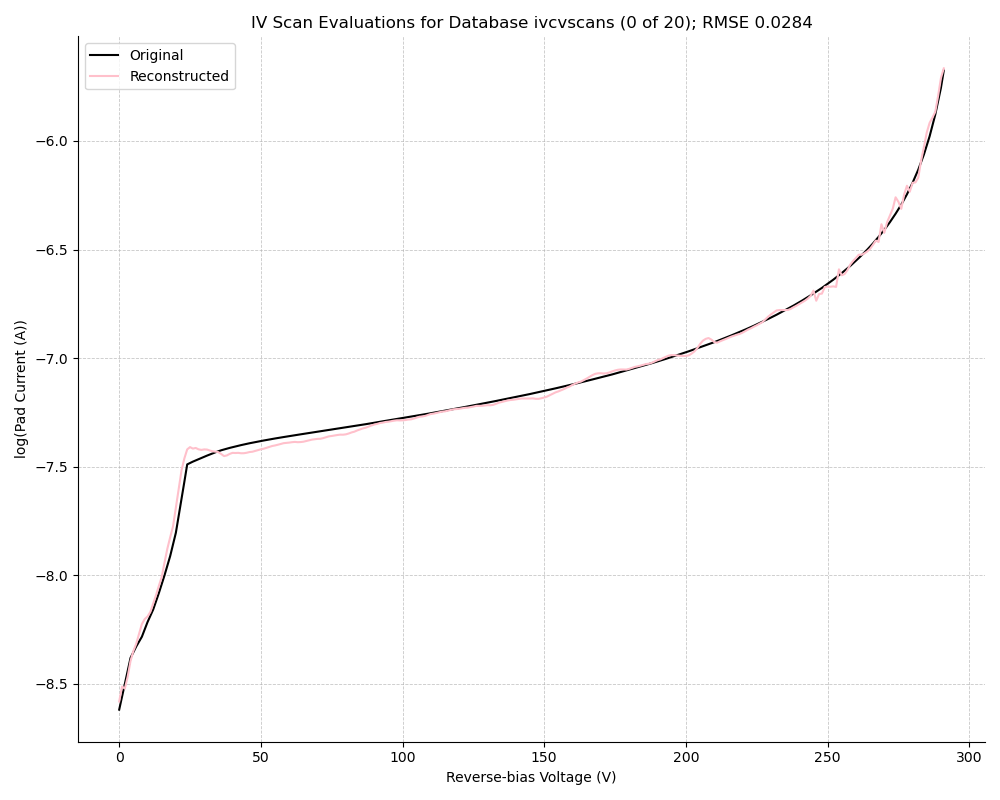 IV Scan Evaluations for Database ivcvscans (0 of 20); RMSE 0.0284
Original
Reconstructed
log(Pad Current (A))
−6.0
−6.5
−7.0
−7.5
−8.0
−8.5
0 50 100 150 200 250 300
Reverse-bias Voltage (V)